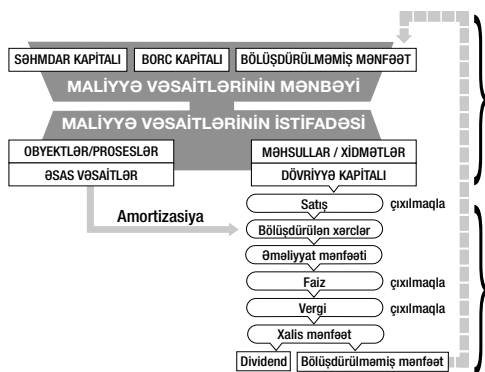 SƏHMDAR KAPİTALI BORC KAPİTALI BÖLÜŞDÜRÜLMƏMİŞ MƏNFƏƏT
MALİYYƏ VƏSAİTLƏRİNİN MƏNBƏYİ
MALİYYƏ VƏSAİTLƏRİNİN İSTİFADƏSİ
OBYEKTLƏR/PROSESLƏR MƏHSULLAR / XİDMƏTLƏR
ƏSAS VƏSAİTLƏR DÖVRİYYƏ KAPİTALI
Satış çıxılmaqla
Amortizasiya
Bölüşdürülən xərclər
Əməliyyat mənfəəti
Faiz çıxılmaqla
Vergi çıxılmaqla
Xalis mənfəət
Dividend Bölüşdürülməmiş mənfəət